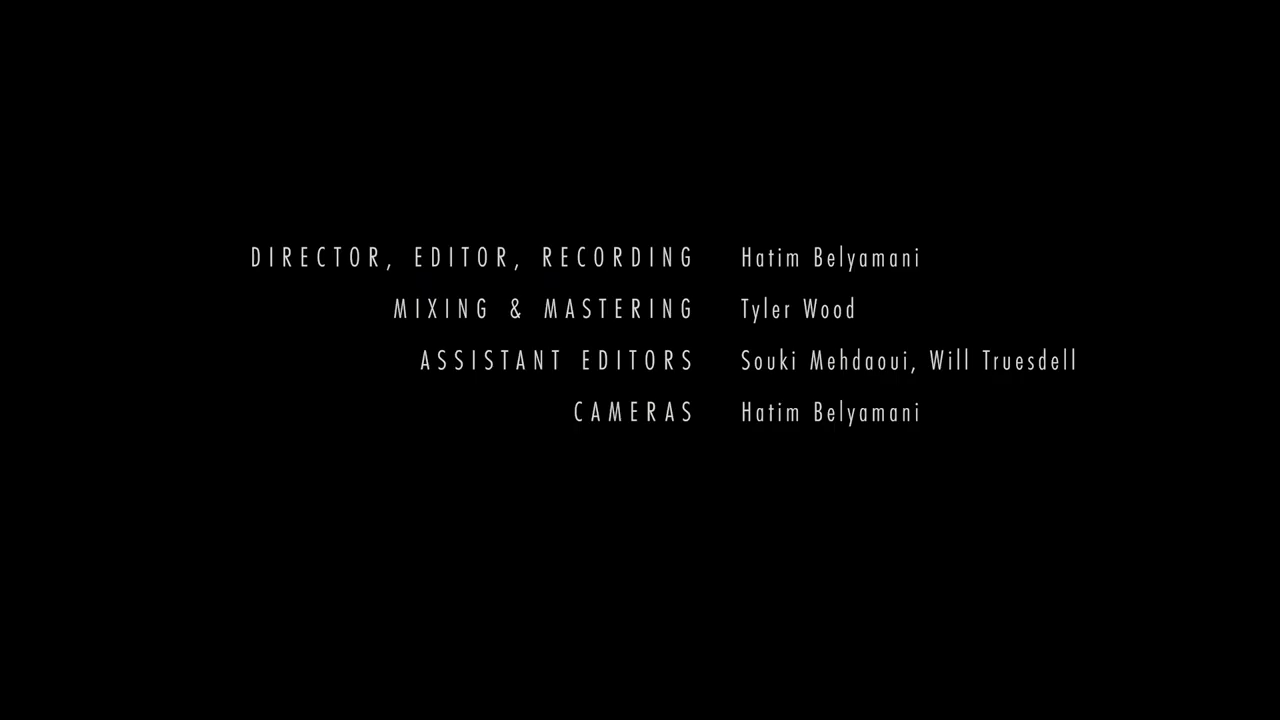 DIRECTOR, EDITOR, RECORDING Hatim Belyamani
MIXING & MASTERING Tyler Wood
ASSISTANT EDITORS Souki Mehdaoui, Will Truesdell
CAMERAS Hatim Belyamani